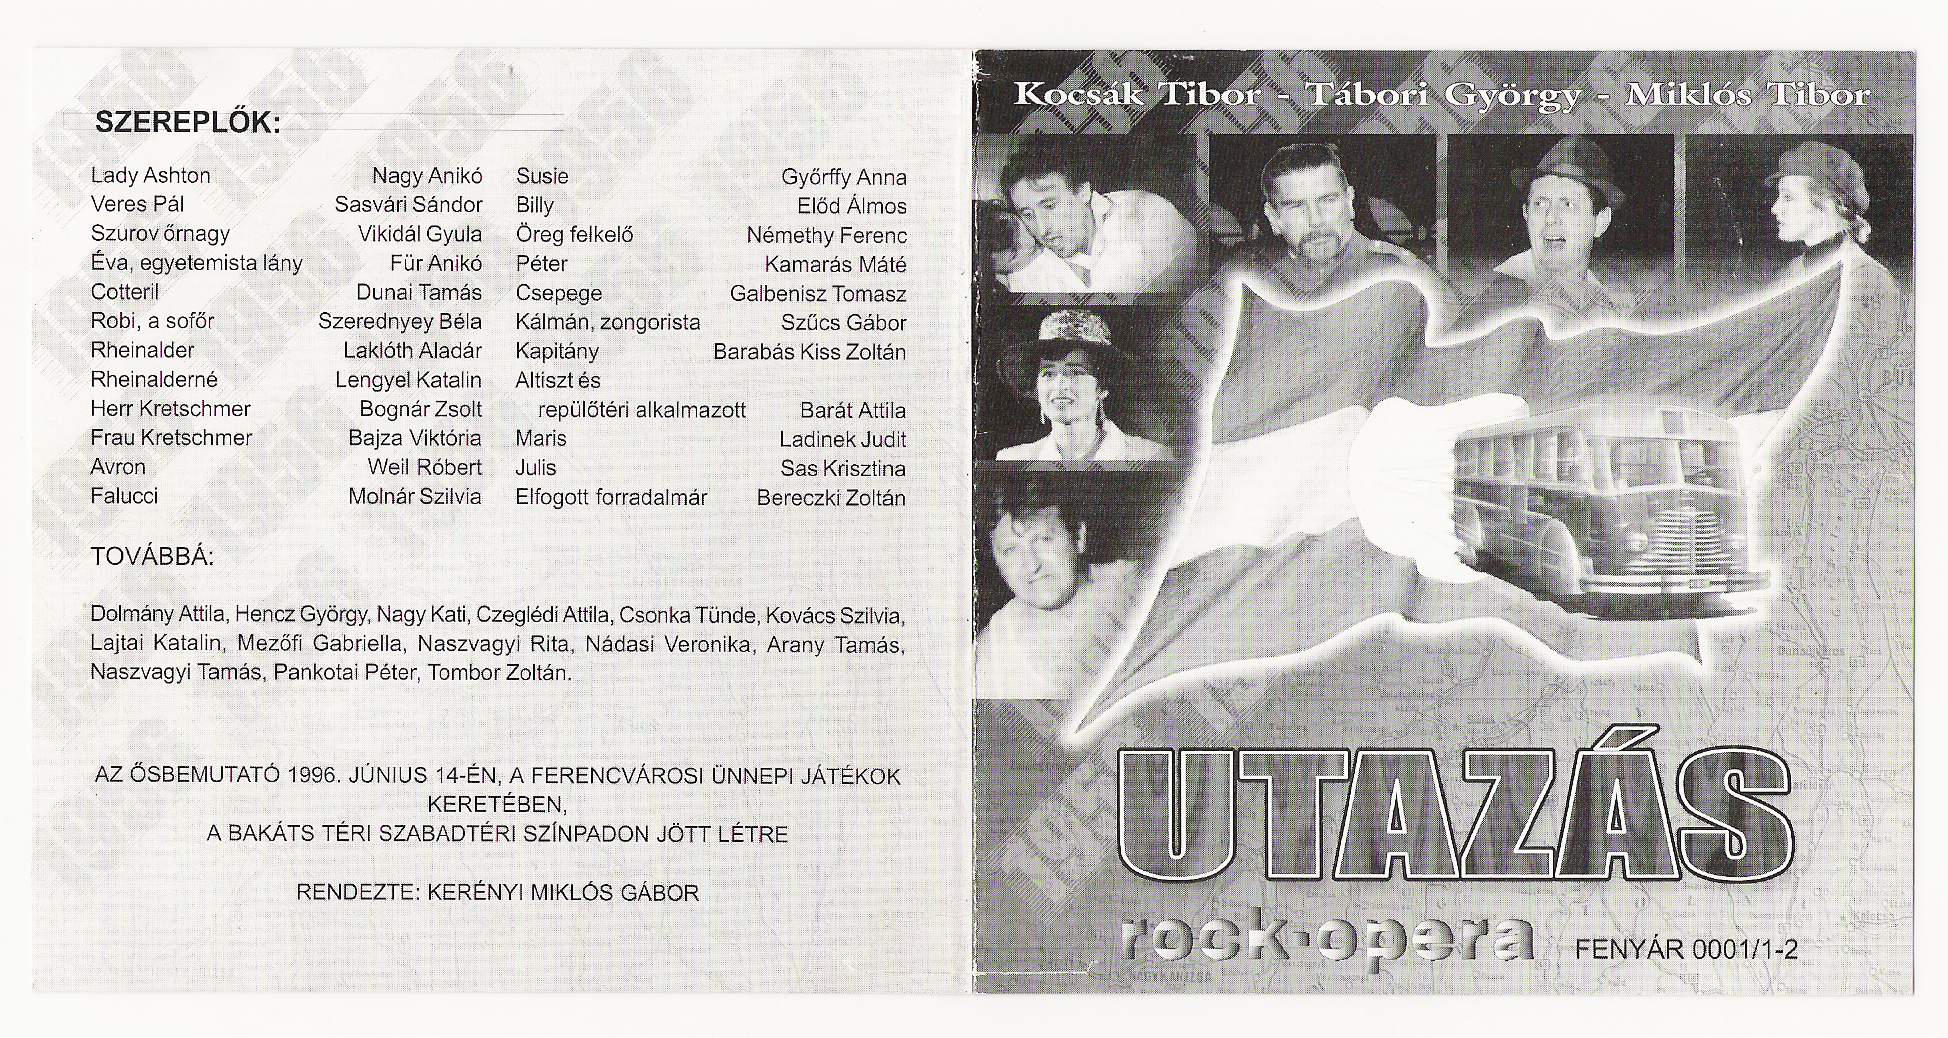 SZEREPLŐK:
Lady Ashton Nagy Anikó
Veres Pál Sasvári Sándor
Szurov őrnagy Vikidál Gyula
Éva, egyetemista lány Für Anikó
Cotteril Dunai Tamás
Robi, a sofőr Szerednyey Béla
Rheinalder Laklóth Aladár
Rheinalderné Lengyel Katalin
Herr Kretschmer Bognár Zsolt
Frau Kretschmer Bajza Viktória
Avron Weil Róbert
Falucci Molnár Szilvia
Susie Győrffy Anna
Billy Előd Álmos
Öreg felkelő Némethy Ferenc
Péter Kamarás Máté
Csepege Galbenisz Tomasz
Kálmán, zongorista Szűcs Gábor
Kapitány Barabás Kiss Zoltán
Altiszt és
repülőtéri alkalmazott Barát Attila
Maris Ladinek Judit
Julis Sas Krisztina
Elfogott forradalmár Bereczki Zoltán
TOVÁBBÁ:
Dolmány Attila, Hencz György, Nagy Kati, Czeglédi Attila, Csonka Tünde, Kovács Szilvia,
Lajtai Katalin, Mezőfi Gabriella, Naszvagyi Rita, Nádasi Veronika, Arany Tamás,
Naszvagyi Tamás, Pankotai Péter, Tombor Zoltán.
AZ ŐSBEMUTATÓ 1996. JÚNIUS 14-ÉN, A FERENCVÁROSI ÜNNEPI JÁTÉKOK
KERETÉBEN,
A BAKÁTS TÉRI SZABADTÉRI SZÍNPADON JÖTT LÉTRE
RENDEZTE: KERÉNYI MIKLÓS GÁBOR
Kocsák Tibor - Tábori György - Miklós Tibor
UTAZÁS
rock-opera
FENYÁR 0001/1-2
NAGYKANIZSA
1956